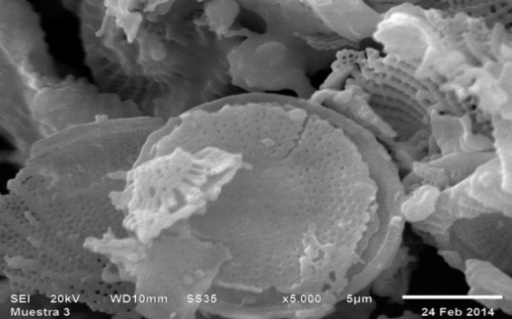 SEI 20kV WD10mm SS35 x5.000 5µm
Muestra 3 24 Feb 2014